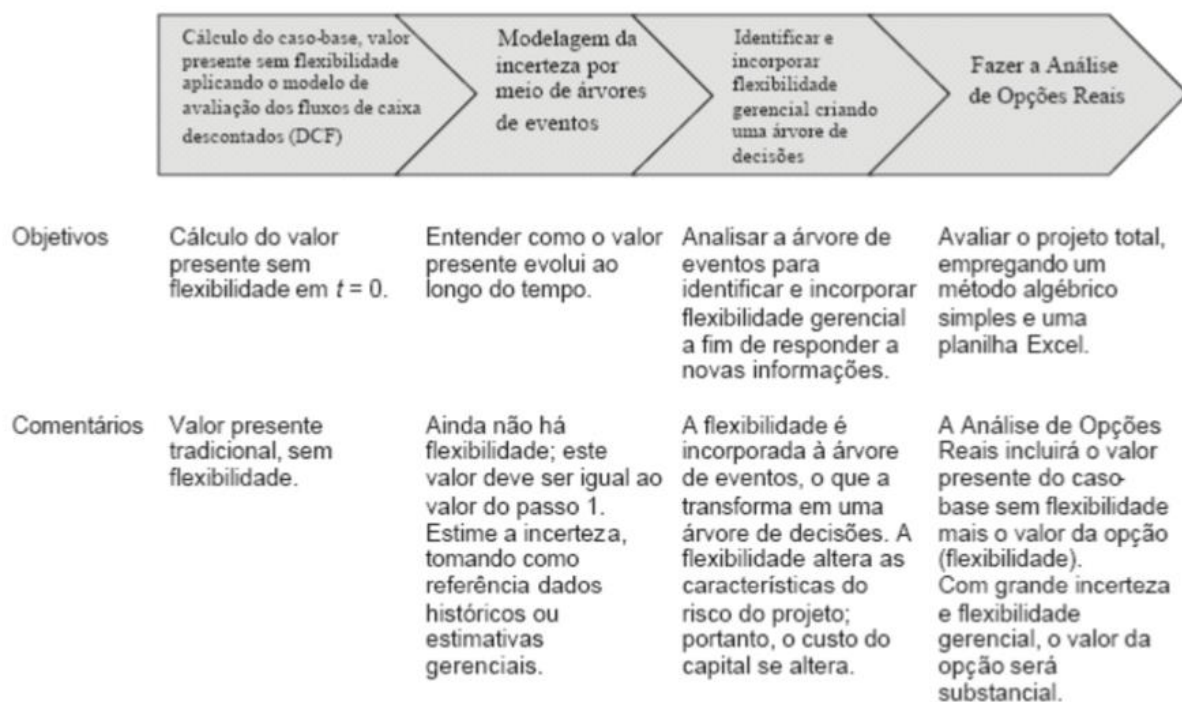 Cálculo do caso-base, valor
presente sem flexibilidade
aplicando o modelo de
avaliação dos fluxos de caixa
descontados (DCF)
Modelagem da
incerteza por
meio de árvores
de eventos
Identificar e
incorporar
flexibilidade
gerencial criando
uma árvore de
decisões
Fazer a Análise
de Opções Reais
Objetivos
Cálculo do valor
presente sem
flexibilidade em t = 0.
Entender como o valor
presente evolui ao
longo do tempo.
Analisar a árvore de
eventos para
identificar e incorporar
flexibilidade gerencial
a fim de responder a
novas informações.
Avaliar o projeto total,
empregando um
método algébrico
simples e uma
planilha Excel.
Comentários
Valor presente
tradicional, sem
flexibilidade.
Ainda não há
flexibilidade; este
valor deve ser igual ao
valor do passo 1.
Estime a incerteza,
tomando como
referência dados
históricos ou
estimativas
gerenciais.
A flexibilidade é
incorporada à árvore
de eventos, o que a
transforma em uma
árvore de decisões. A
flexibilidade altera as
características do
risco do projeto;
portanto, o custo do
capital se altera.
A Análise de Opções
Reais incluirá o valor
presente do caso-
base sem flexibilidade
mais o valor da opção
(flexibilidade).
Com grande incerteza
e flexibilidade
gerencial, o valor da
opção será
substancial.